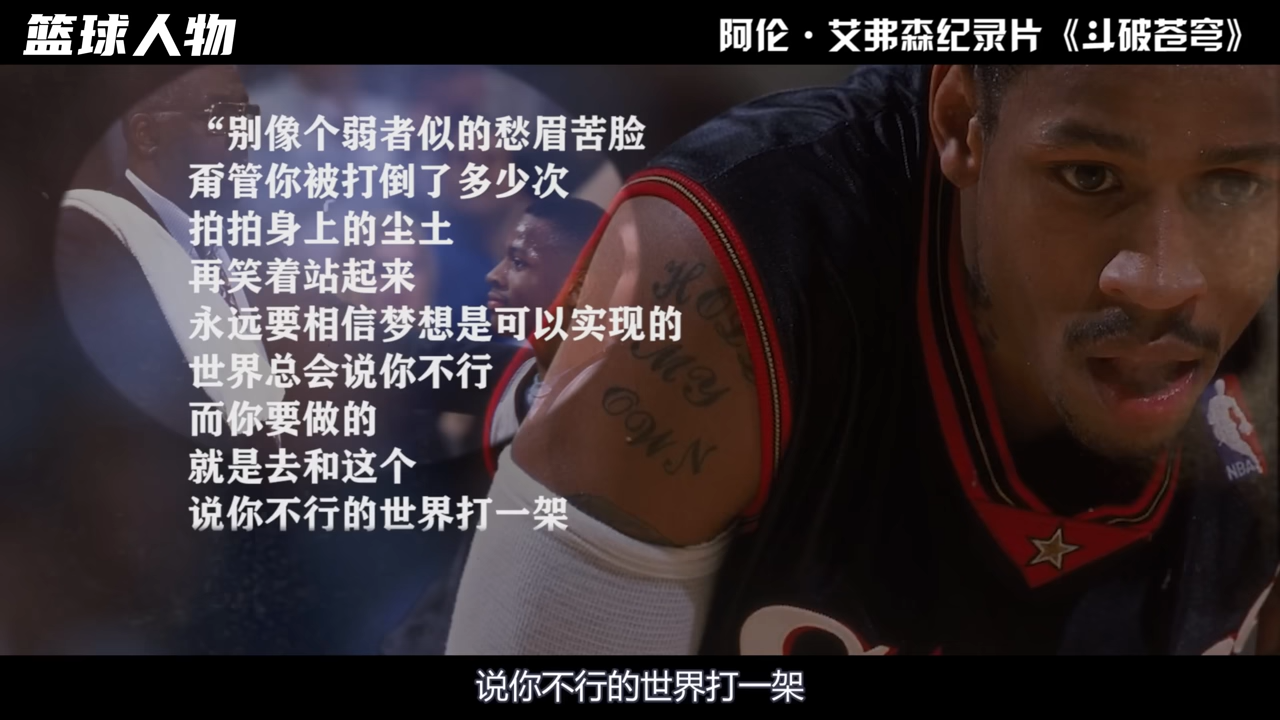 篮球人物
阿伦·艾弗森纪录片《斗破苍穹》
“别像个弱者似的愁眉苦脸
甭管你被打倒了多少次
拍拍身上的尘土
再笑着站起来
永远要相信梦想是可以实现的
世界总会说你不行
而你要做的
就是去和这个
说你不行的世界打一架
HOLD
MY
OWN
NBA
说你不行的世界打一架